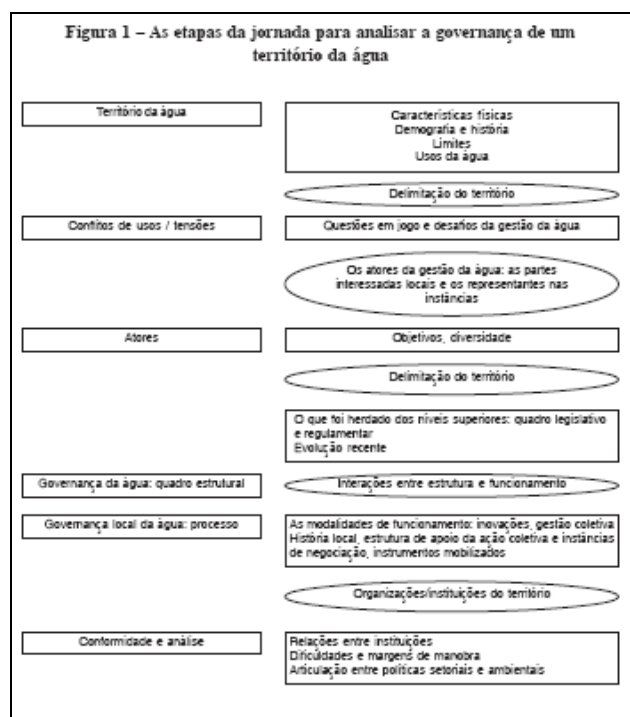 Figura 1 – As etapas da jornada para analisar a governança de um
território da água
Território da água
Características físicas
Demografia e história
Limites
Usos da água
Delimitação do território
Conflitos de usos / tensões
Questões em jogo e desafios da gestão da água
Os atores da gestão da água: as partes
interessadas locais e os representantes nas
instâncias
Atores
Objetivos, diversidade
Delimitação do território
O que foi herdado dos níveis superiores: quadro legislativo
e regulamentar
Evolução recente
Governança da água: quadro estrutural
Interações entre estrutura e funcionamento
Governança local da água: processo
As modalidades de funcionamento: inovações, gestão coletiva
História local, estrutura de apoio da ação coletiva e instâncias
de negociação, instrumentos mobilizados
Organizações/instituições do território
Conformidade e análise
Relações entre instituições
Dificuldades e margens de manobra
Articulação entre políticas setoriais e ambientais